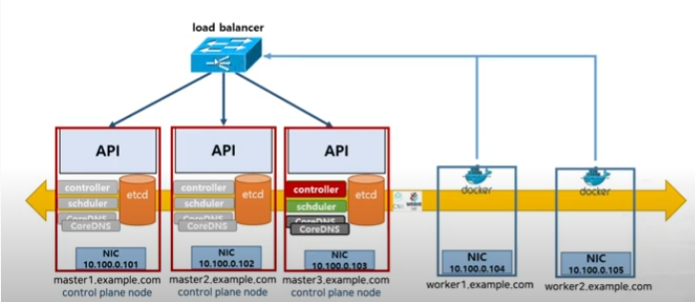 load balancer
API
API
API
controller
schduler
CoreDNS
CoreDNS
etcd
controller
schduler
CoreDNS
CoreDNS
etcd
controller
schduler
CoreDNS
CoreDNS
etcd
docker
docker
NIC
10.100.0.101
NIC
10.100.0.102
NIC
10.100.0.103
NIC
10.100.0.104
NIC
10.100.0.105
master1.example.com
control plane node
master2.example.com
control plane node
master3.example.com
control plane node
worker1.example.com
worker2.example.com